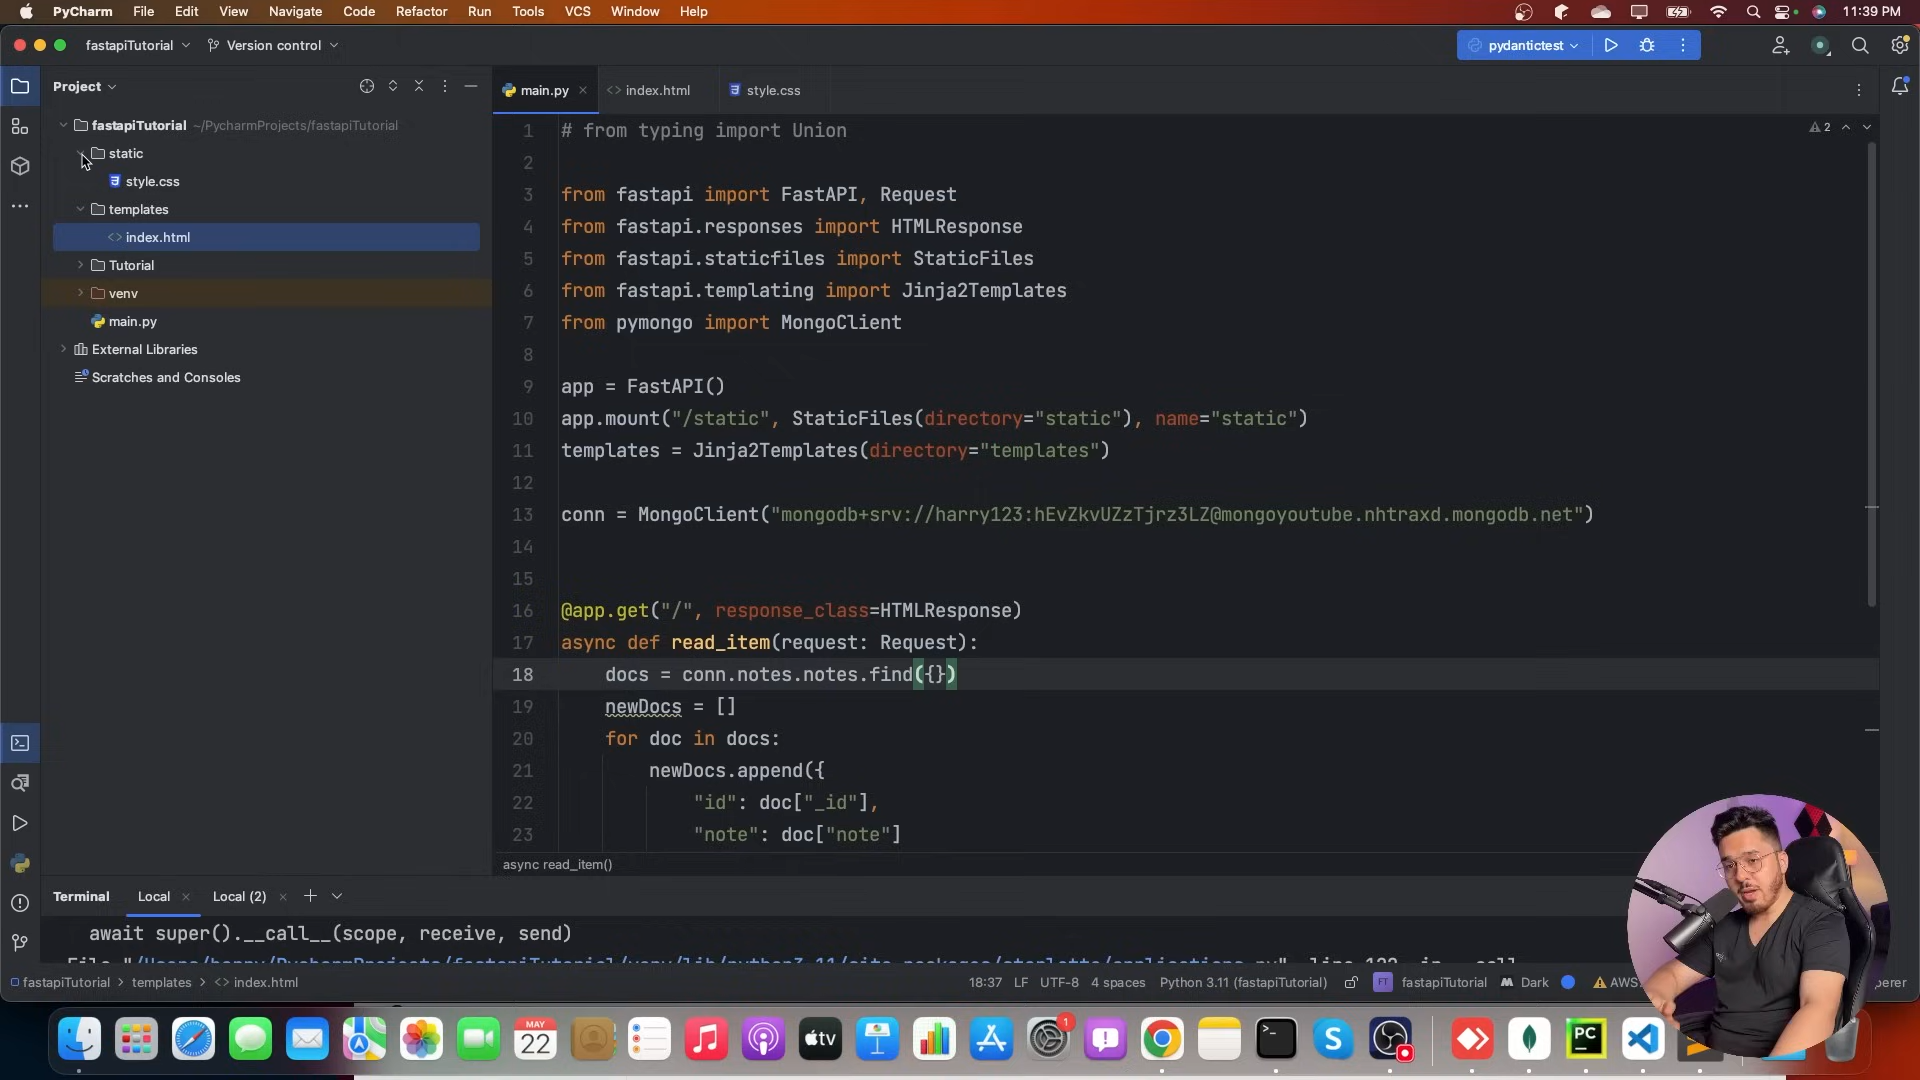 PyCharm File Edit View Navigate Code Refactor Run Tools VCS Window Help 11:39 PM
fastapiTutorial Version control pydantictest
Project
fastapiTutorial ~/PycharmProjects/fastapiTutorial
static
style.css
templates
index.html
Tutorial
venv
main.py
External Libraries
Scratches and Consoles
main.py index.html style.css
2
1 # from typing import Union
2
3 from fastapi import FastAPI, Request
4 from fastapi.responses import HTMLResponse
5 from fastapi.staticfiles import StaticFiles
6 from fastapi.templating import Jinja2Templates
7 from pymongo import MongoClient
8
9 app = FastAPI()
10 app.mount("/static", StaticFiles(directory="static"), name="static")
11 templates = Jinja2Templates(directory="templates")
12
13 conn = MongoClient("mongodb+srv://harry123:hEvZkvUZzTjrz3LZ@mongoyoutube.nhtraxd.mongodb.net")
14
15
16 @app.get("/", response_class=HTMLResponse)
17 async def read_item(request: Request):
18 docs = conn.notes.notes.find({})
19 newDocs = []
20 for doc in docs:
21 newDocs.append({
22 "id": doc["_id"],
23 "note": doc["note"]
async read_item()
Terminal Local Local (2)
await super().__call__(scope, receive, send)
fastapiTutorial templates index.html 18:37 LF UTF-8 4 spaces Python 3.11 (fastapiTutorial) FT fastapiTutorial Dark AWS:
MAY
22
tv
1
PC